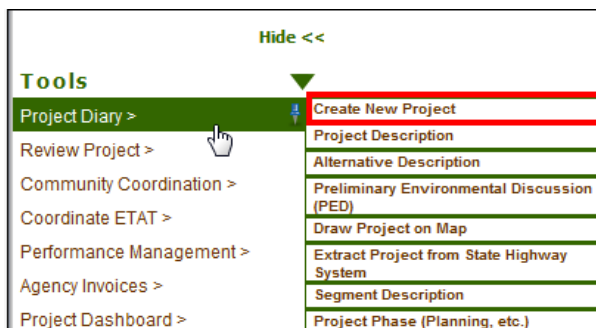 Hide <<
Tools
Project Diary >
Review Project >
Community Coordination >
Coordinate ETAT >
Performance Management >
Agency Invoices >
Project Dashboard >
Create New Project
Project Description
Alternative Description
Preliminary Environmental Discussion
(PED)
Draw Project on Map
Extract Project from State Highway
System
Segment Description
Project Phase (Planning, etc.)